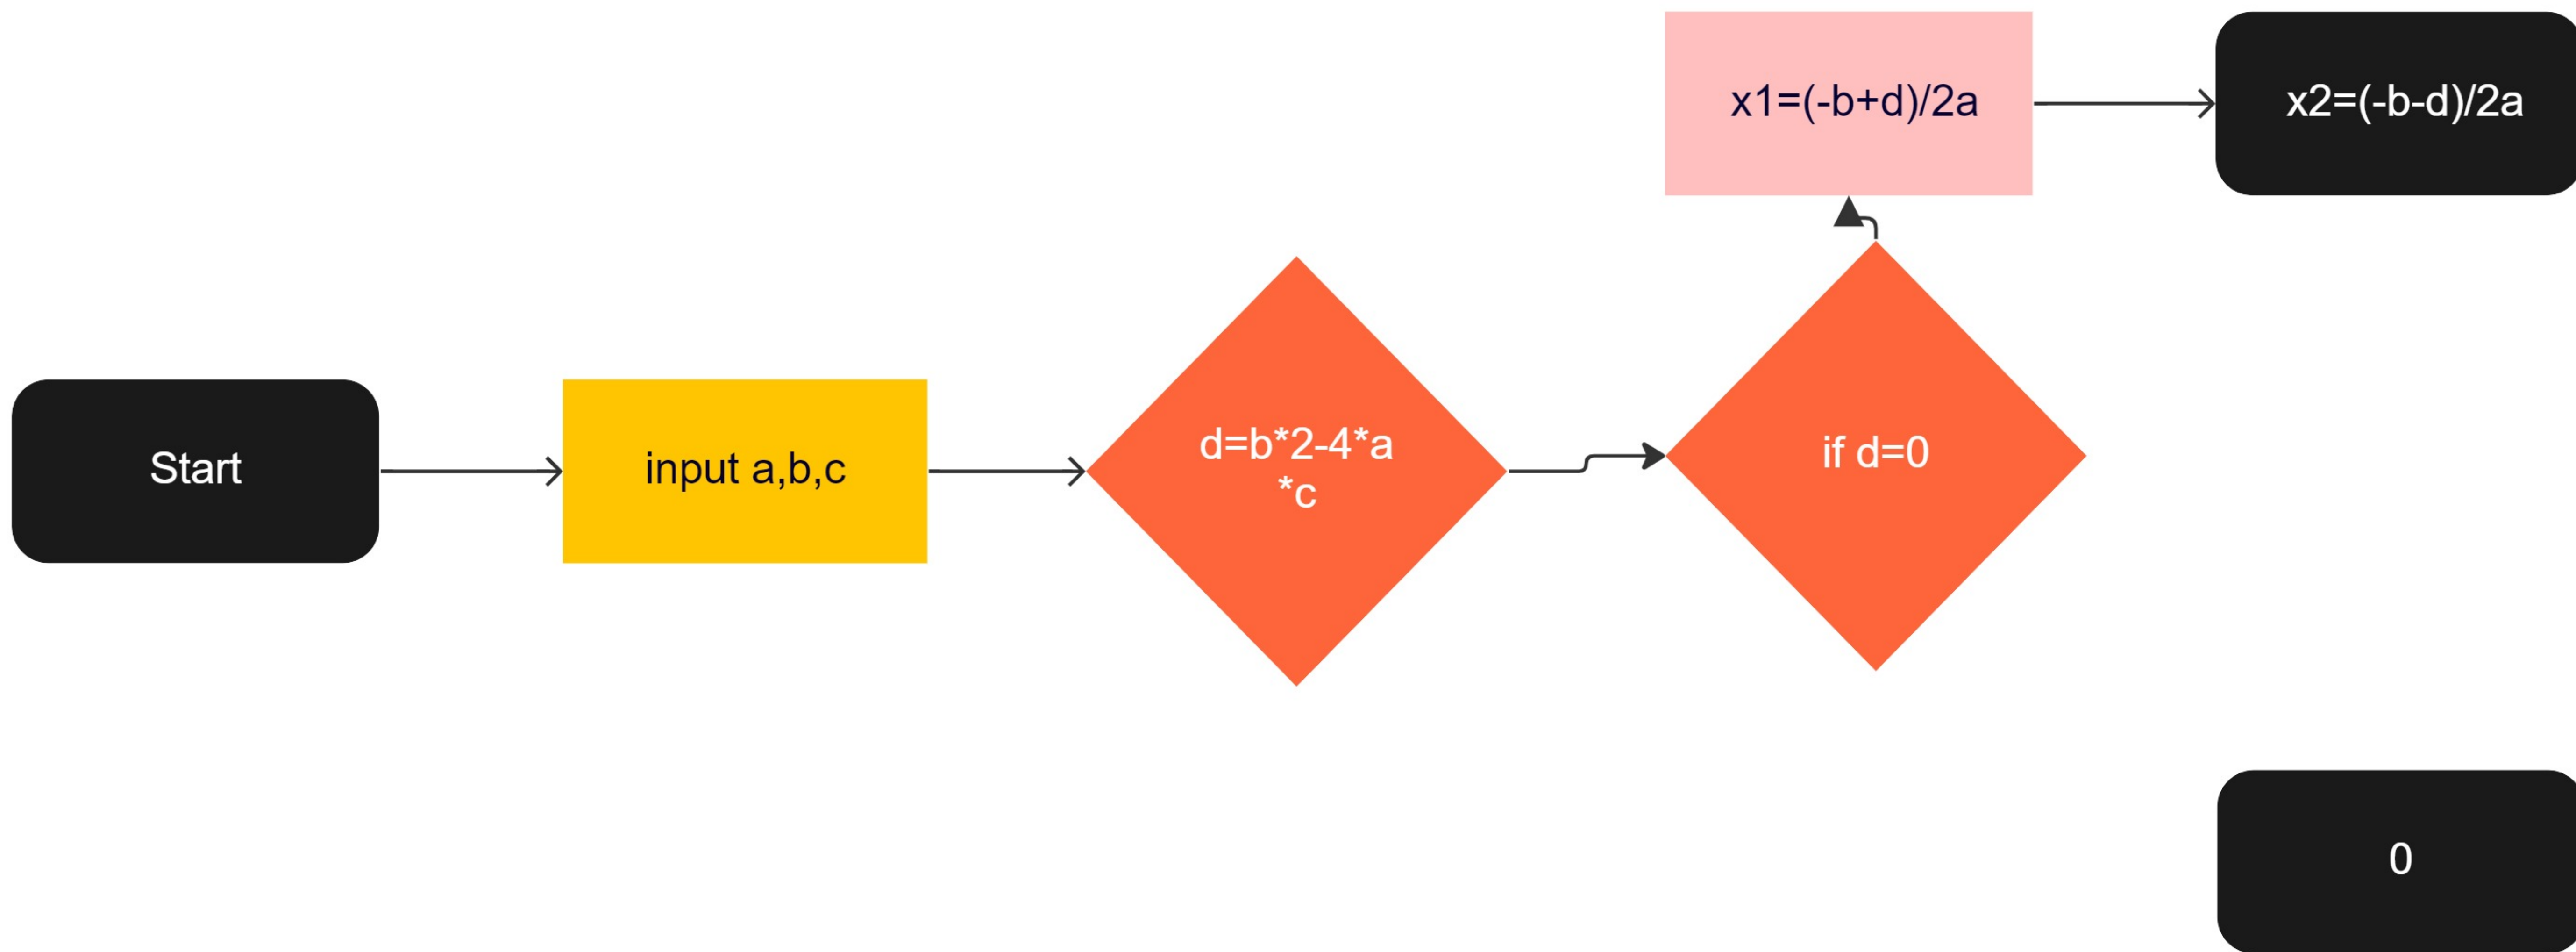 Start
input a,b,c
d=b*2-4*a
*c
if d=0
x1=(-b+d)/2a
x2=(-b-d)/2a
0